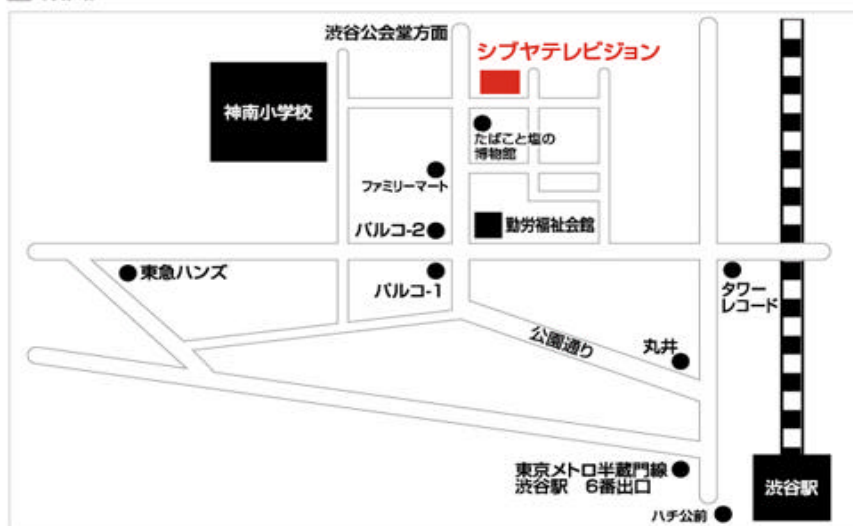 渋谷公会堂方面
シブヤテレビジョン
神南小学校
たばこと塩の
博物館
ファミリーマート
パルコ-2
勤労福祉会館
東急ハンズ
パルコ-1
タワー
レコード
公園通り
丸井
東京メトロ半蔵門線
渋谷駅 6番出口
渋谷駅
ハチ公前